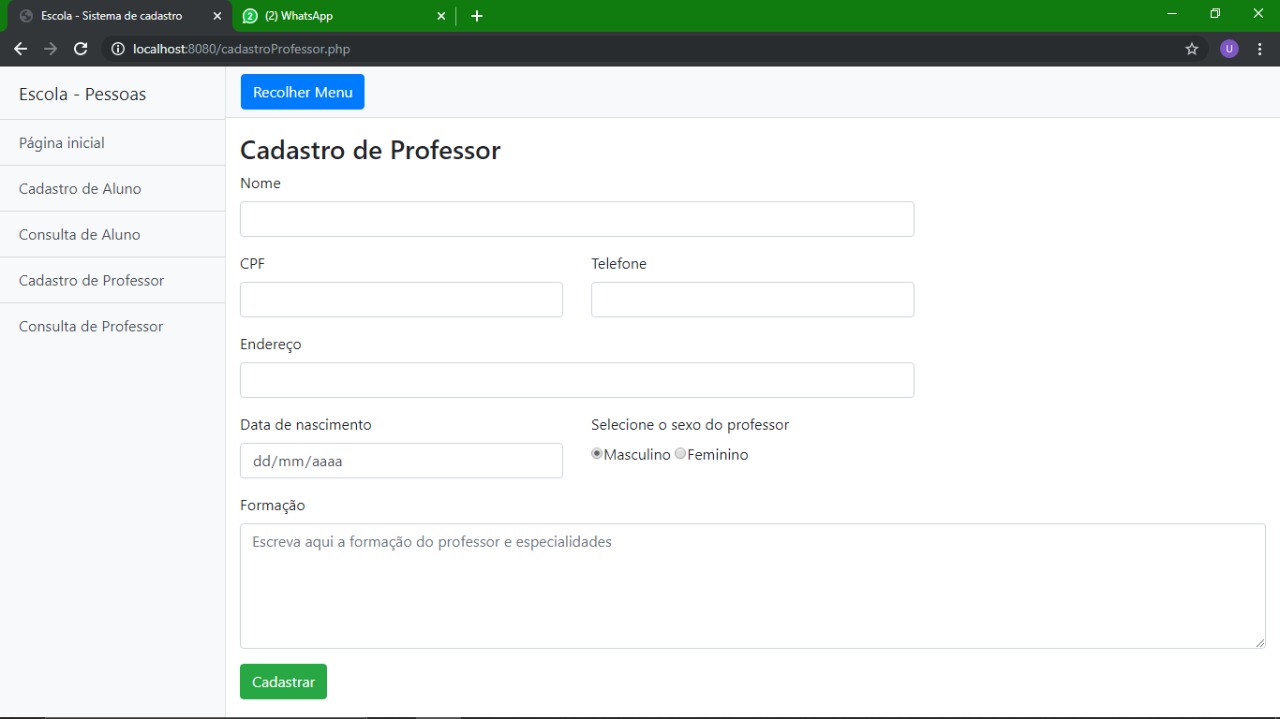 Escola - Sistema de cadastro
2
(2) WhatsApp
localhost:8080/cadastroProfessor.php
U
Escola - Pessoas
Recolher Menu
Página inicial
Cadastro de Aluno
Consulta de Aluno
Cadastro de Professor
Consulta de Professor
Cadastro de Professor
Nome
CPF
Telefone
Endereço
Data de nascimento
Selecione o sexo do professor
dd/mm/aaaa
Masculino Feminino
Formação
Escreva aqui a formação do professor e especialidades
Cadastrar